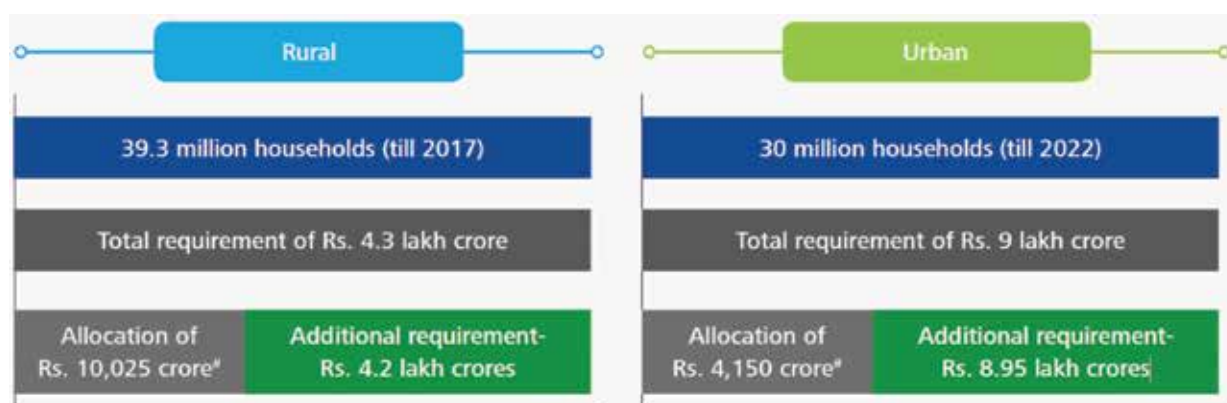 Rural
39.3 million households (till 2017)
Total requirement of Rs. 4.3 lakh crore
Allocation of
Rs. 10,025 crore#
Additional requirement-
Rs. 4.2 lakh crores
Urban
30 million households (till 2022)
Total requirement of Rs. 9 lakh crore
Allocation of
Rs. 4,150 crore#
Additional requirement-
Rs. 8.95 lakh crores